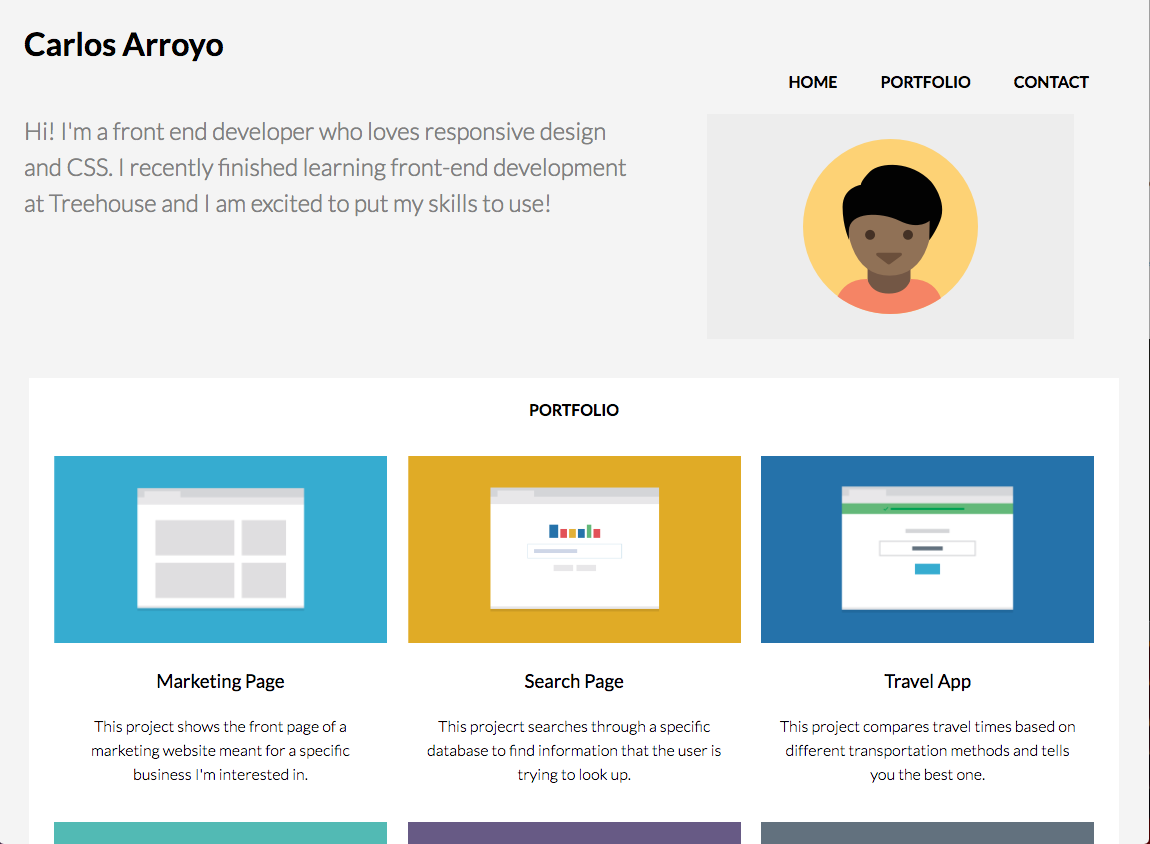 Carlos Arroyo
HOME PORTFOLIO CONTACT
Hi! I'm a front end developer who loves responsive design
and CSS. I recently finished learning front-end development
at Treehouse and I am excited to put my skills to use!
PORTFOLIO
Marketing Page
This project shows the front page of a
marketing website meant for a specific
business I'm interested in.
Search Page
This projecrt searches through a specific
database to find information that the user is
trying to look up.
Travel App
This project compares travel times based on
different transportation methods and tells
you the best one.